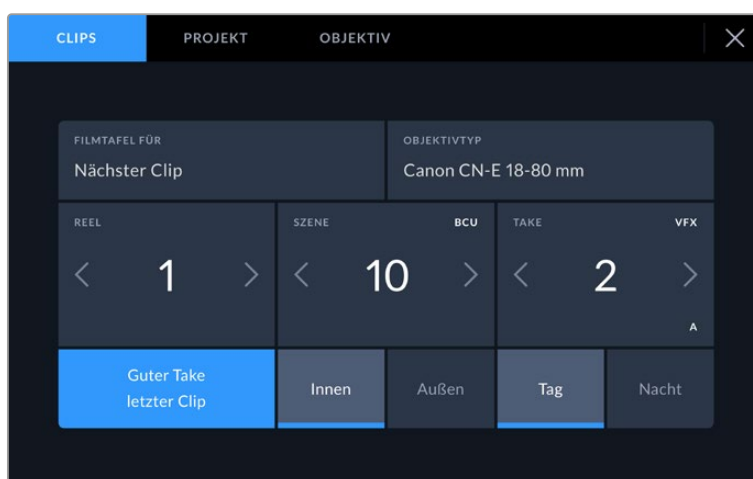 CLIPS PROJEKT OBJEKTIV
FILMTAFEL FÜR OBJEKTIVTYP
Nächster Clip Canon CN-E 18-80 mm
REEL SZENE BCU TAKE VFX
1 10 2
A
Guter Take
letzter Clip
Innen Außen Tag Nacht